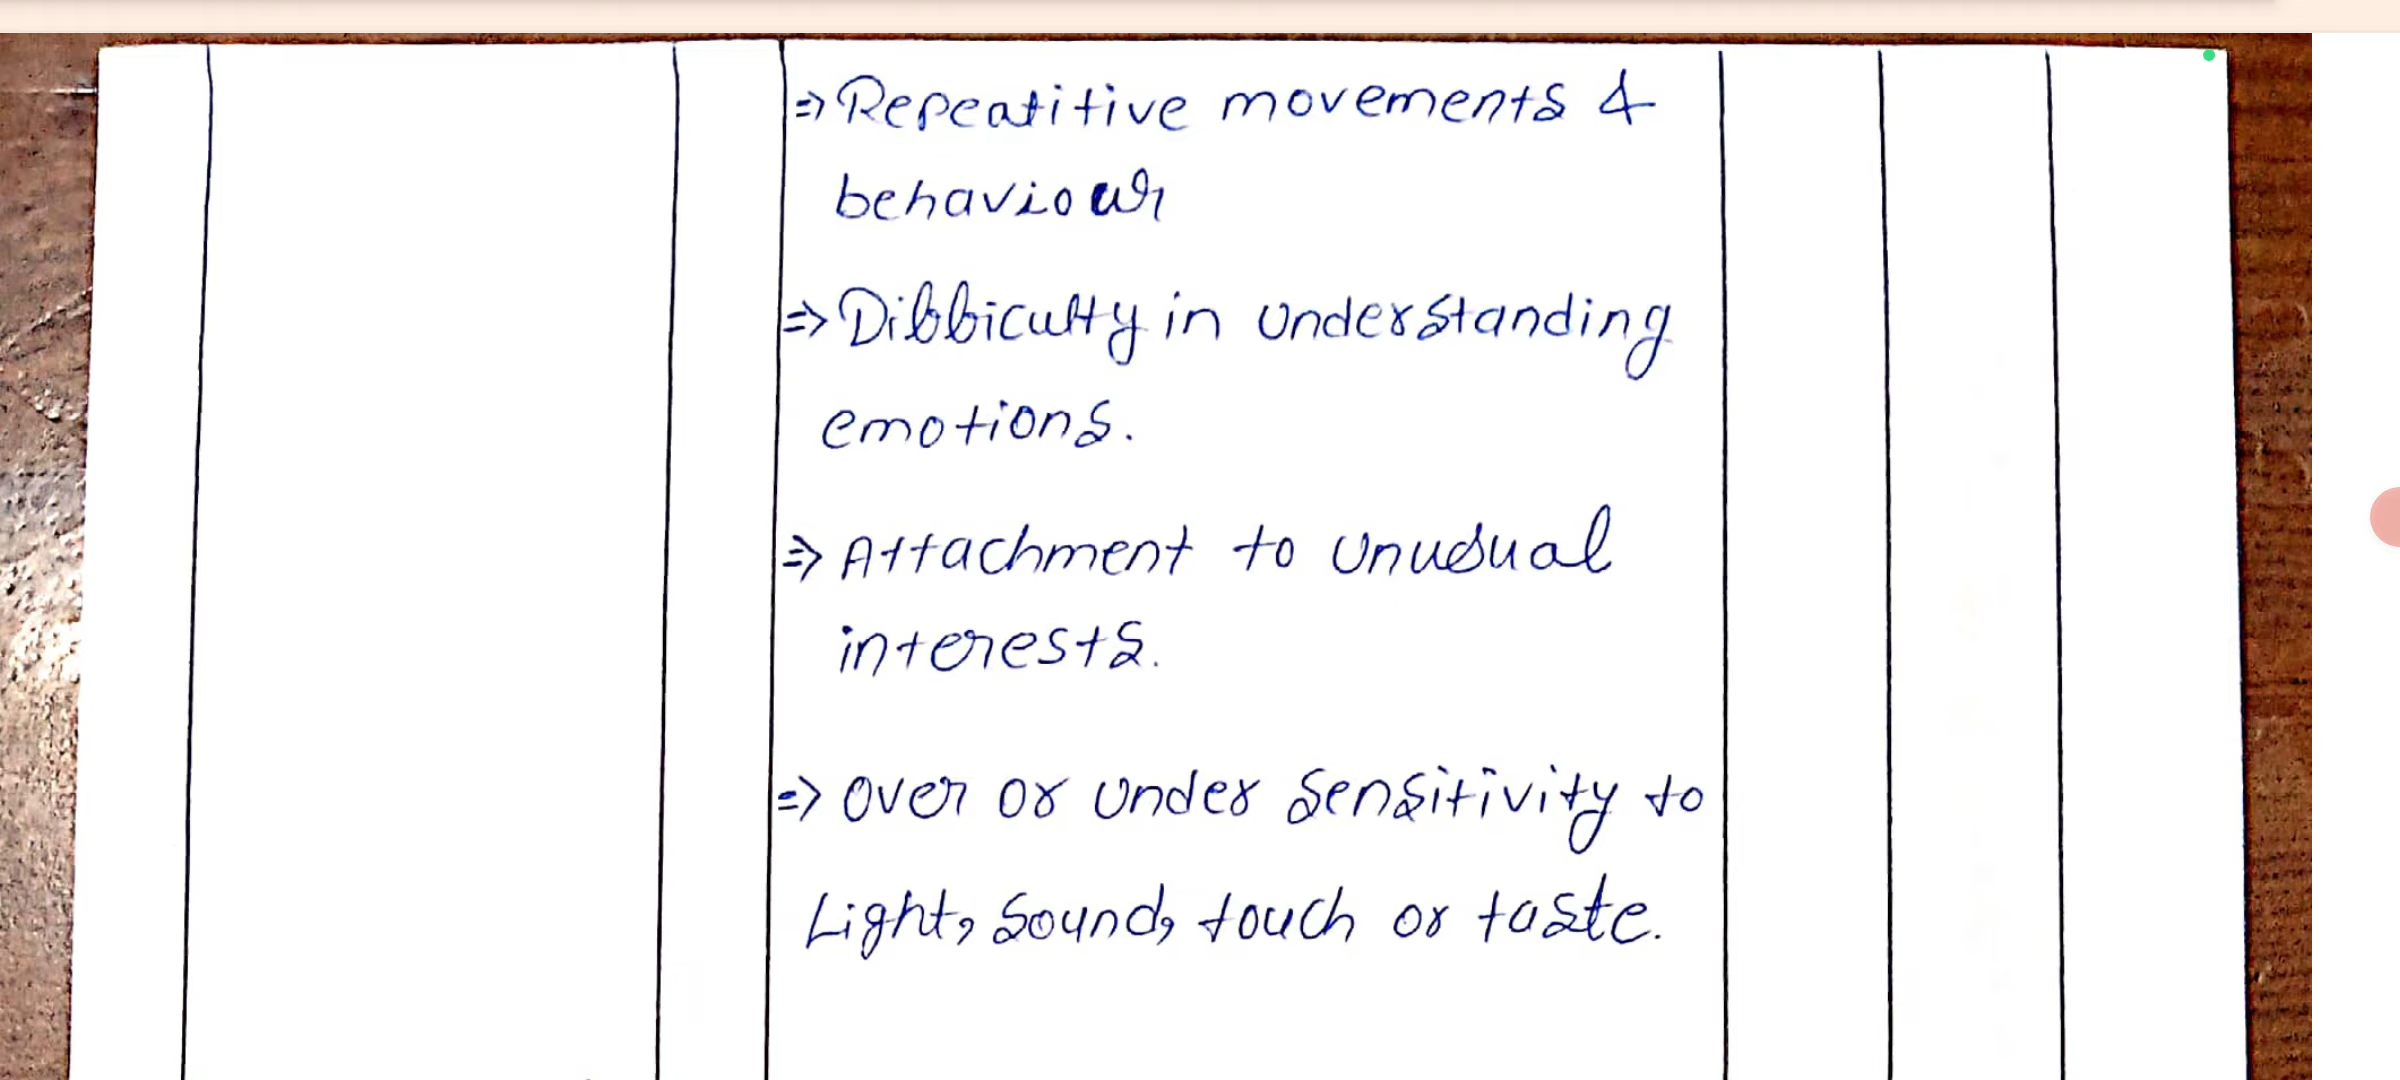 ⇒ Repeatitive movements &
behaviour
⇒ Difficulty in understanding
emotions.
⇒ Attachment to unusual
interests.
⇒ Over or under sensitivity to
Light, Sound, touch or taste.